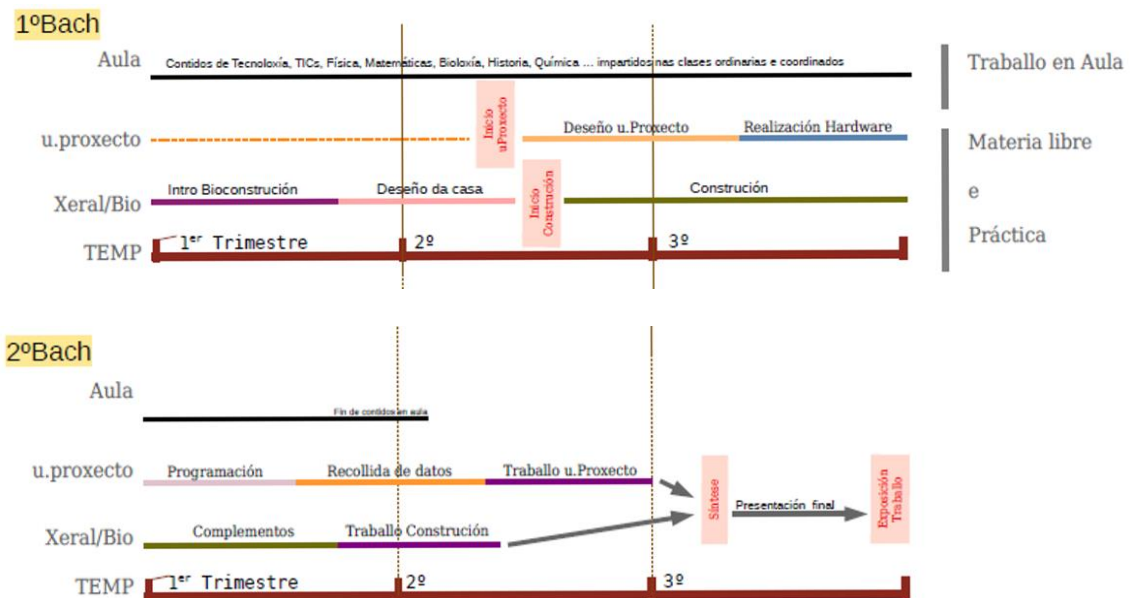 1ºBach
Aula
Contidos de Tecnoloxía, TICs, Física, Matemáticas, Bioloxía, Historia, Química ... impartidos nas clases ordinarias e coordinados
Traballo en Aula
u.proxecto
Inicio
uProxecto
Deseño u.Proxecto
Realización Hardware
Materia libre
e
Práctica
Xeral/Bio
Intro Bioconstrución
Deseño da casa
Inicio
Construción
Construción
TEMP
1er Trimestre
2º
3º
2ºBach
Aula
Fin de contidos en aula
u.proxecto
Programación
Recollida de datos
Traballo u.Proxecto
Síntese
Presentación final
Exposición
Traballo
Xeral/Bio
Complementos
Traballo Construción
TEMP
1er Trimestre
2º
3º